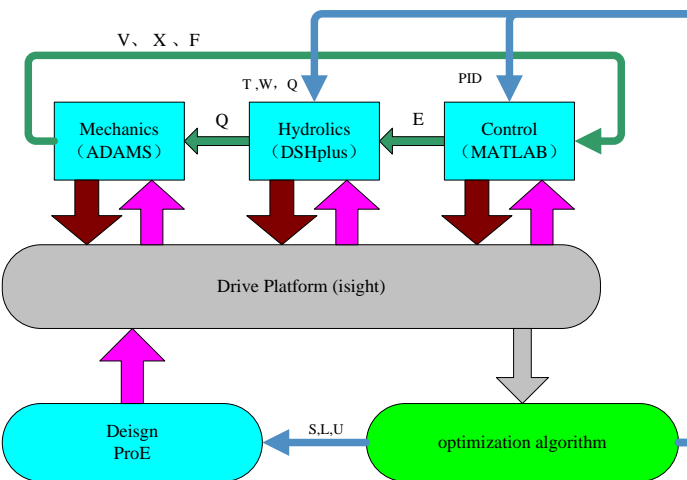 V、 X 、F
T ,W， Q
PID
Mechanics
（ADAMS）
Q
Hydrolics
（DSHplus）
E
Control
（MATLAB）
Drive Platform (isight)
Deisgn
ProE
S,L,U
optimization algorithm